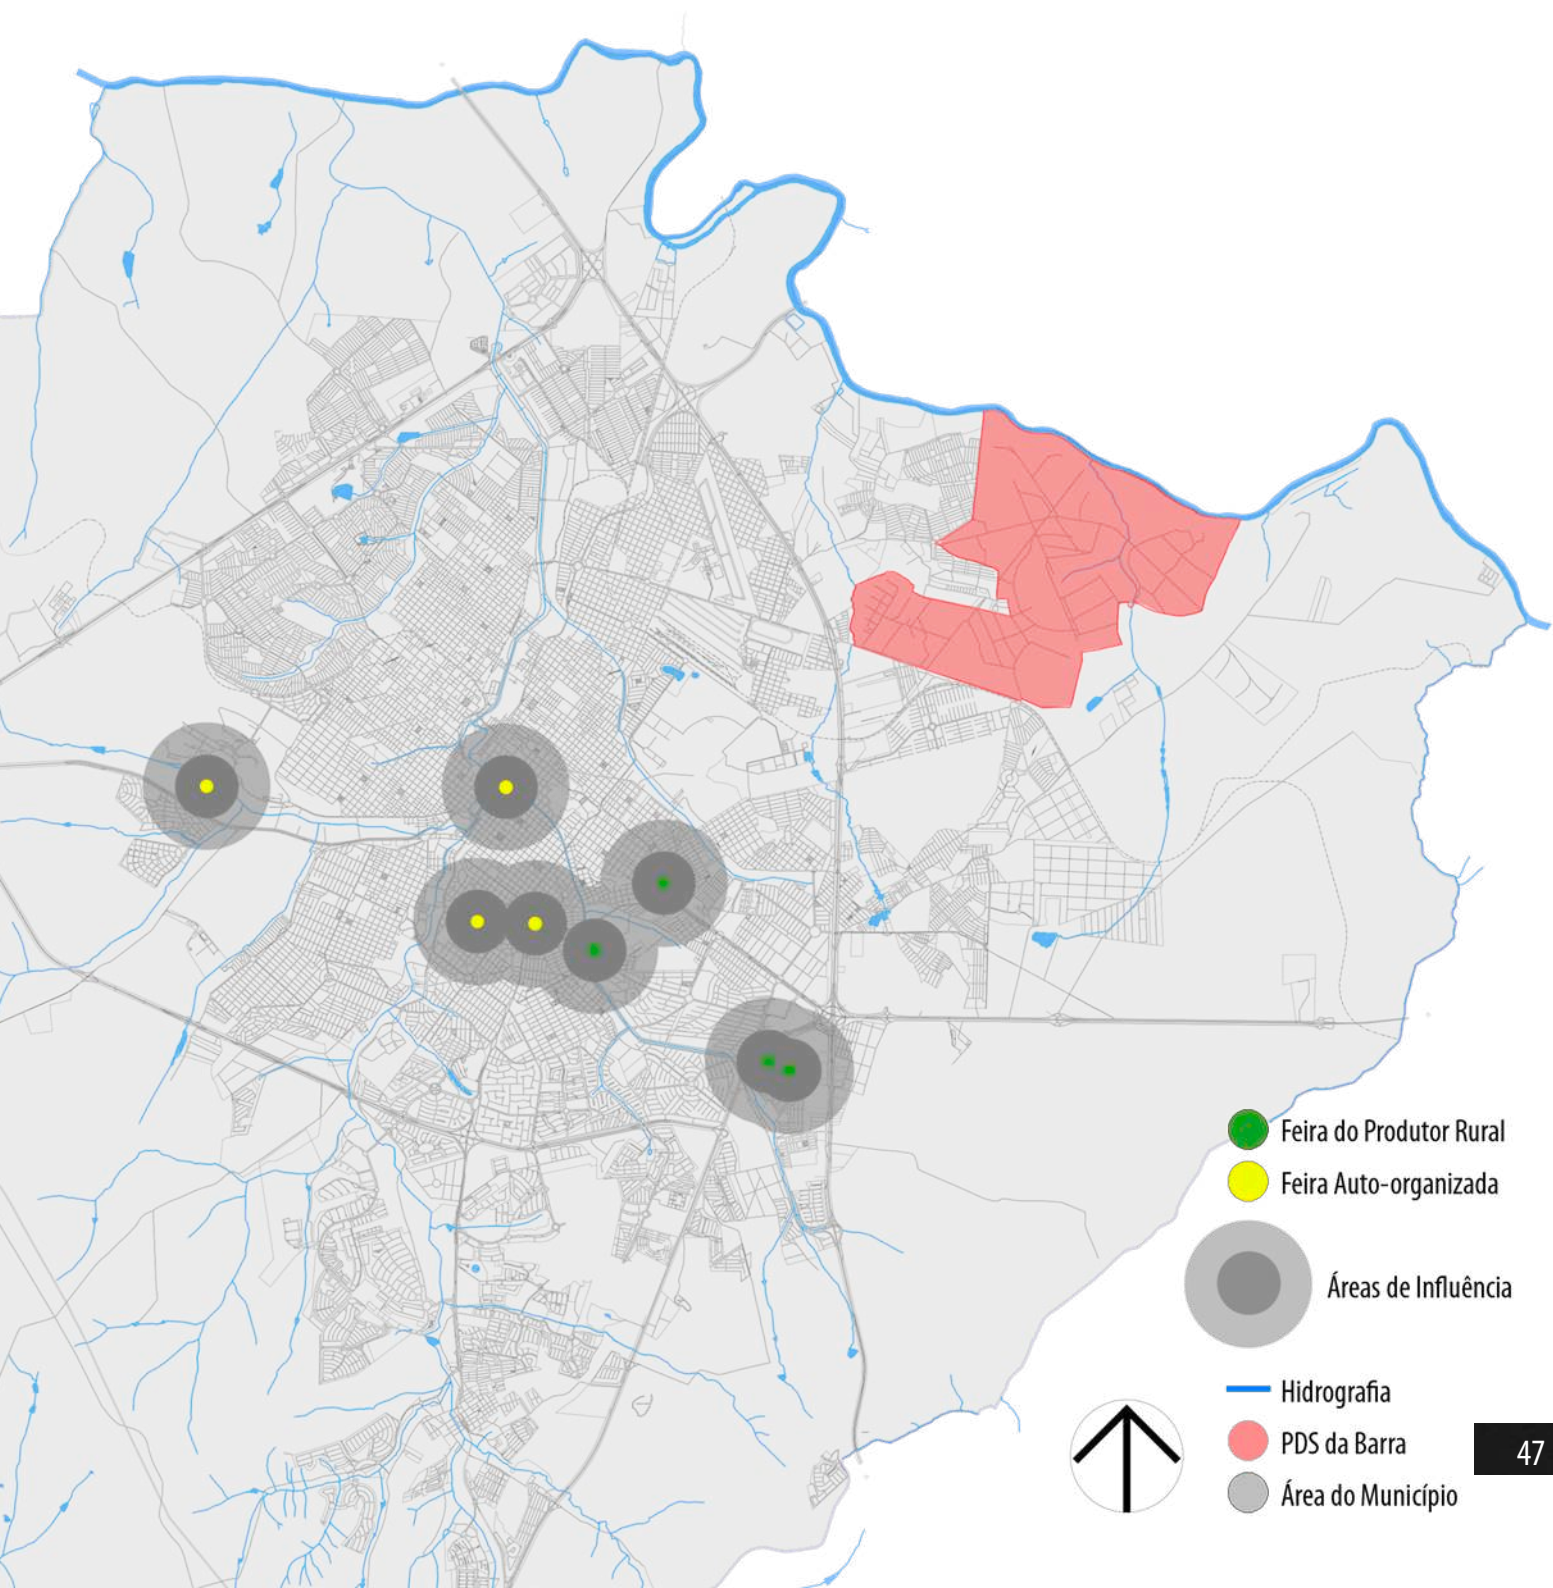 Feira do Produtor Rural
Feira Auto-organizada
Áreas de Influência
Hidrografia
PDS da Barra
47
Área do Município